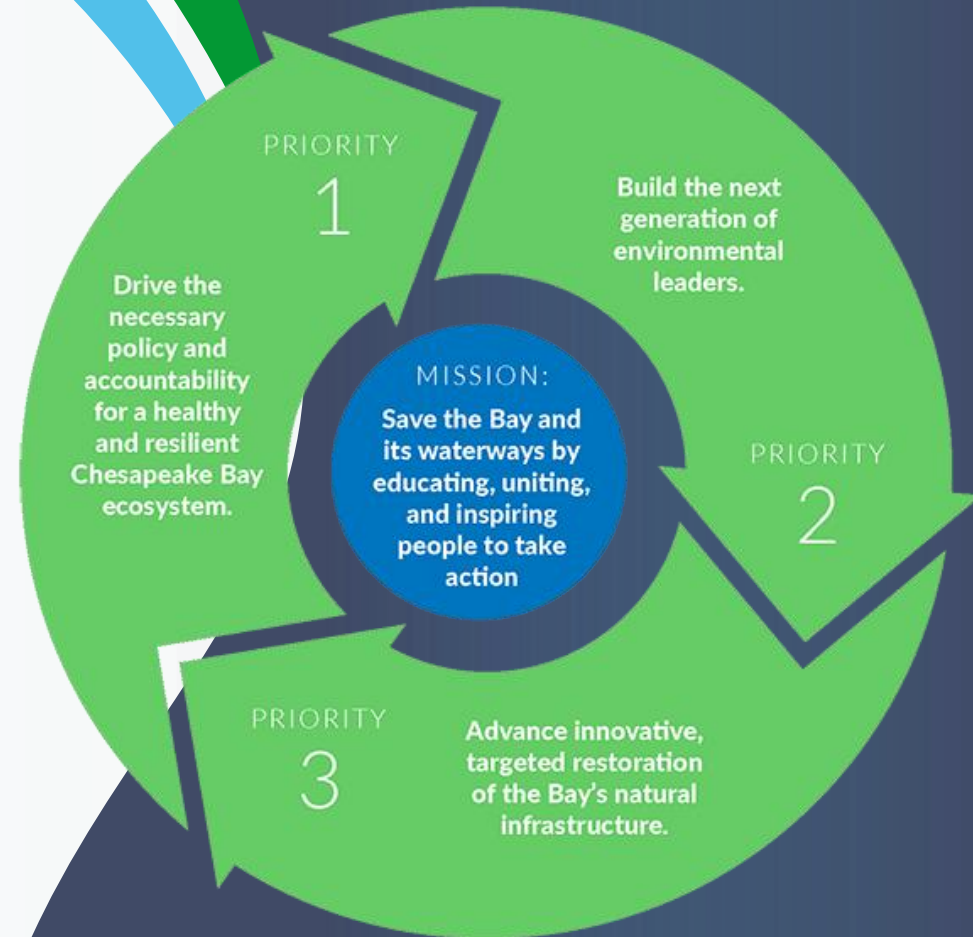 PRIORITY
1
Drive the
necessary
policy and
accountability
for a healthy
and resilient
Chesapeake Bay
ecosystem.
Build the next
generation of
environmental
leaders.
PRIORITY
2
PRIORITY
3
Advance innovative,
targeted restoration
of the Bay’s natural
infrastructure.
MISSION:
Save the Bay and
its waterways by
educating, uniting,
and inspiring
people to take
action